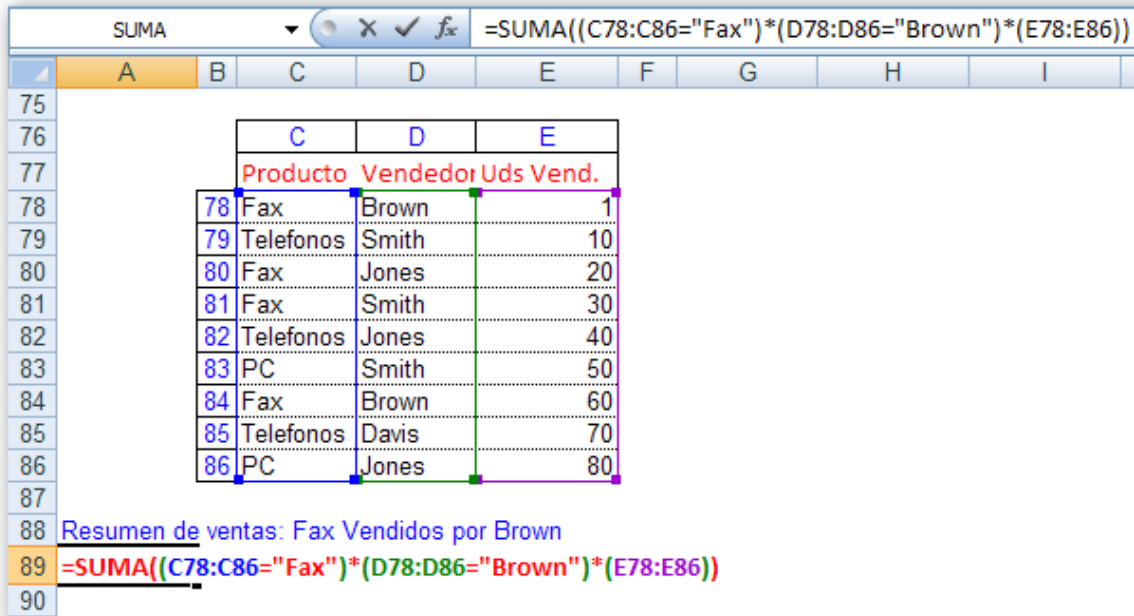 SUMA fx =SUMA((C78:C86="Fax")*(D78:D86="Brown")*(E78:E86))
A B C D E F G H I
75
76 C D E
77 Producto Vendedor Uds Vend.
78 78 Fax Brown 1
79 79 Telefonos Smith 10
80 80 Fax Jones 20
81 81 Fax Smith 30
82 82 Telefonos Jones 40
83 83 PC Smith 50
84 84 Fax Brown 60
85 85 Telefonos Davis 70
86 86 PC Jones 80
87
88 Resumen de ventas: Fax Vendidos por Brown
89 =SUMA((C78:C86="Fax")*(D78:D86="Brown")*(E78:E86))
90